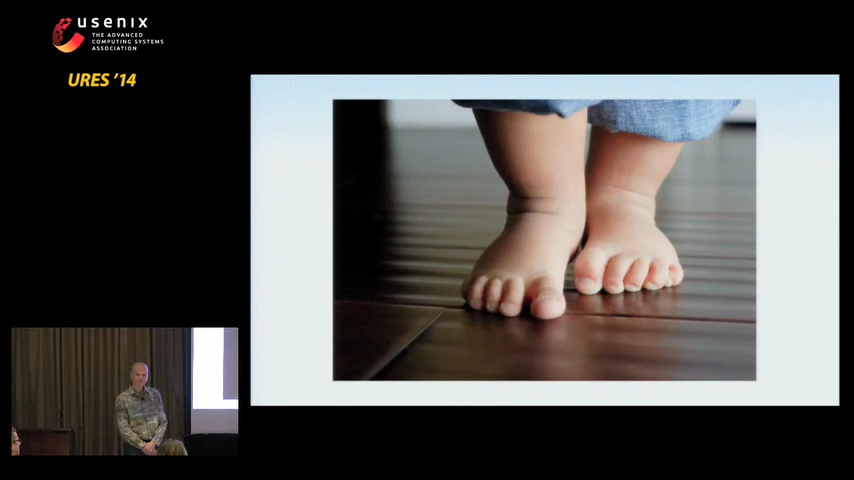 usenix
THE ADVANCED
COMPUTING SYSTEMS
ASSOCIATION
URES '14